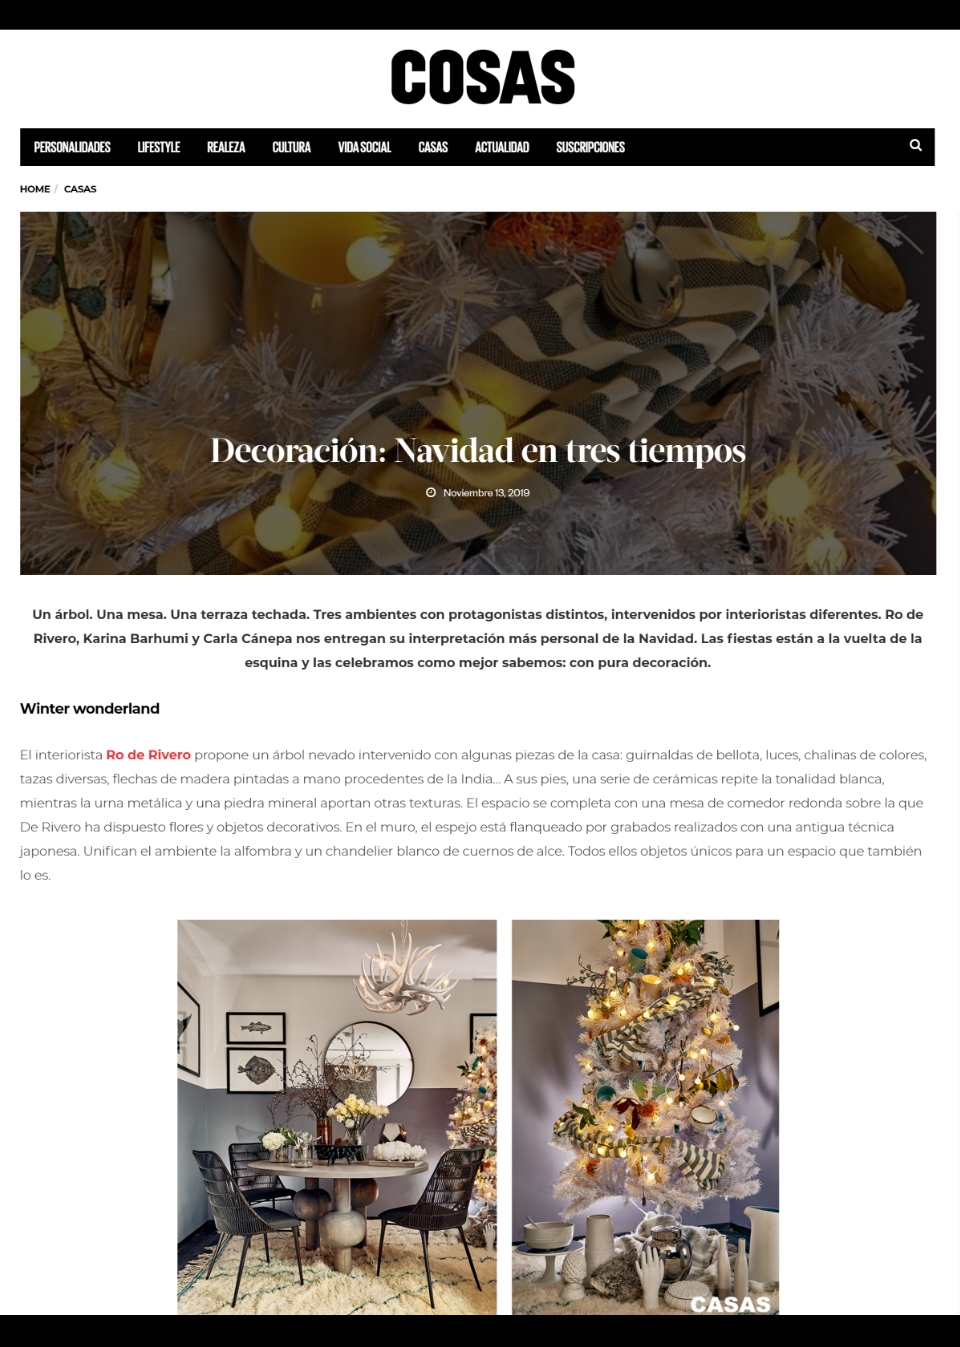 COSAS
PERSONALIDADES LIFESTYLE REALEZA CULTURA VIDA SOCIAL CASAS ACTUALIDAD SUSCRIPCIONES
HOME / CASAS
Decoración: Navidad en tres tiempos
Noviembre 13, 2019
Un árbol. Una mesa. Una terraza techada. Tres ambientes con protagonistas distintos, intervenidos por interioristas diferentes. Ro de
Rivero, Karina Barhumi y Carla Cánepa nos entregan su interpretación más personal de la Navidad. Las fiestas están a la vuelta de la
esquina y las celebramos como mejor sabemos: con pura decoración.
Winter wonderland
El interiorista Ro de Rivero propone un árbol nevado intervenido con algunas piezas de la casa: guirnaldas de bellota, luces, chalinas de colores,
tazas diversas, flechas de madera pintadas a mano procedentes de la India... A sus pies, una serie de cerámicas repite la tonalidad blanca,
mientras la urna metálica y una piedra mineral aportan otras texturas. El espacio se completa con una mesa de comedor redonda sobre la que
De Rivero ha dispuesto flores y objetos decorativos. En el muro, el espejo está flanqueado por grabados realizados con una antigua técnica
japonesa. Unifican el ambiente la alfombra y un chandelier blanco de cuernos de alce. Todos ellos objetos únicos para un espacio que también
lo es.
CASAS